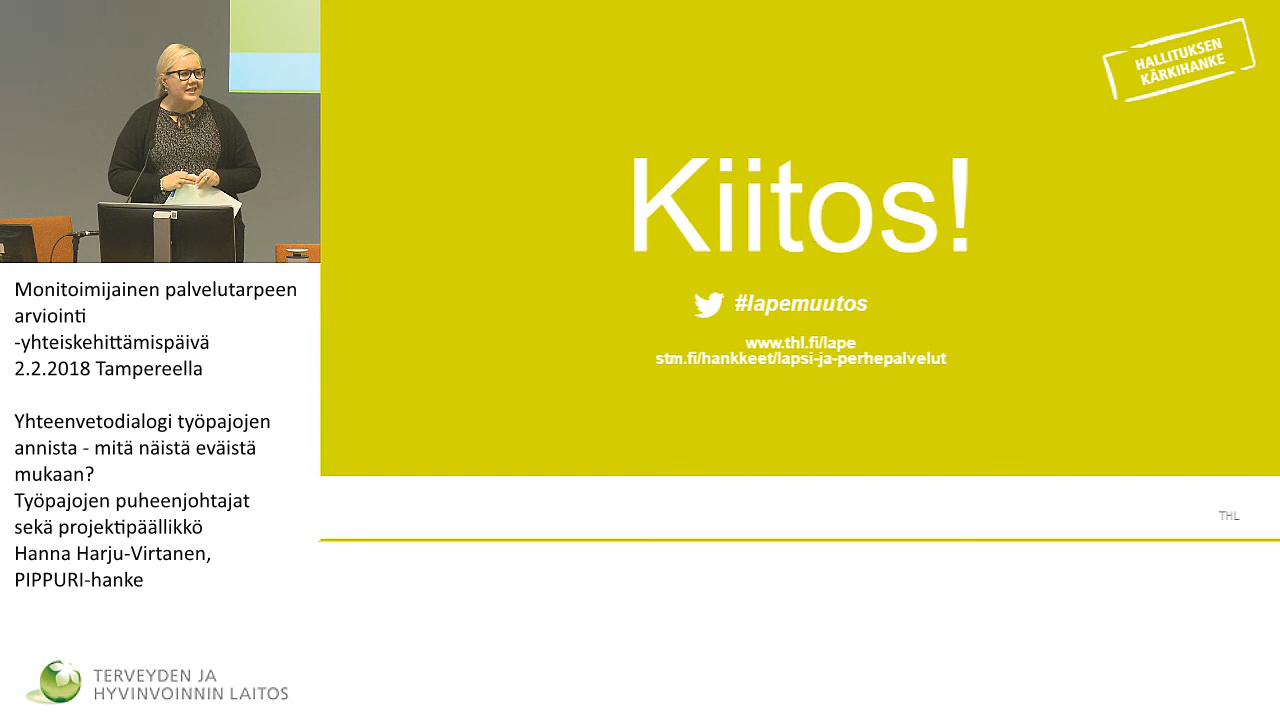 Monitoimijainen palvelutarpeen
arviointi
-yhteiskehittämispäivä
2.2.2018 Tampereella
Yhteenvetodialogi työpajojen
annista - mitä näistä eväistä
mukaan?
Työpajojen puheenjohtajat
sekä projektipäällikkö
Hanna Harju-Virtanen,
PIPPURI-hanke
TERVEYDEN JA
HYVINVOINNIN LAITOS
HALLITUKSEN
KÄRKIHANKE
Kiitos!
#lapemuutos
www.thl.fi/lape
stm.fi/hankkeet/lapsi-ja-perhepalvelut
THL